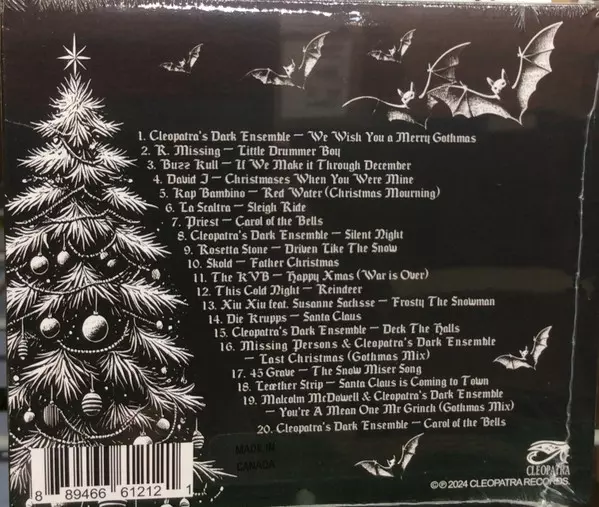 1. Cleopatra's Dark Ensemble – We Wish You a Merry Gothmas
2. R. Missing – Little Drummer Boy
3. Buzz Kull – If We Make it Through December
4. David J – Christmases When You Were Mine
5. Kap Bambino – Red Water (Christmas Mourning)
6. La Scaltra – Sleigh Ride
7. Priest – Carol of the Bells
8. Cleopatra's Dark Ensemble – Silent Night
9. Rosetta Stone – Driven Like The Snow
10. Skold – Father Christmas
11. The KVB – Happy Xmas (War is Over)
12. This Cold Night – Reindeer
13. Xiu Xiu feat. Susanne Sachsse – Frosty The Snowman
14. Die Krupps – Santa Claus
15. Cleopatra's Dark Ensemble – Deck The Halls
16. Missing Persons & Cleopatra's Dark Ensemble
– Last Christmas (Gothmas Mix)
17. 45 Grave – The Snow Miser Song
18. Leæther Strip – Santa Claus is Coming to Town
19. Malcolm McDowell & Cleopatra's Dark Ensemble
– You're A Mean One Mr Grinch (Gothmas Mix)
20. Cleopatra's Dark Ensemble – Carol of the Bells
MADE IN
CANADA
CLEOPATRA
©℗ 2024 CLEOPATRA RECORDS.
8 89466 61212 1